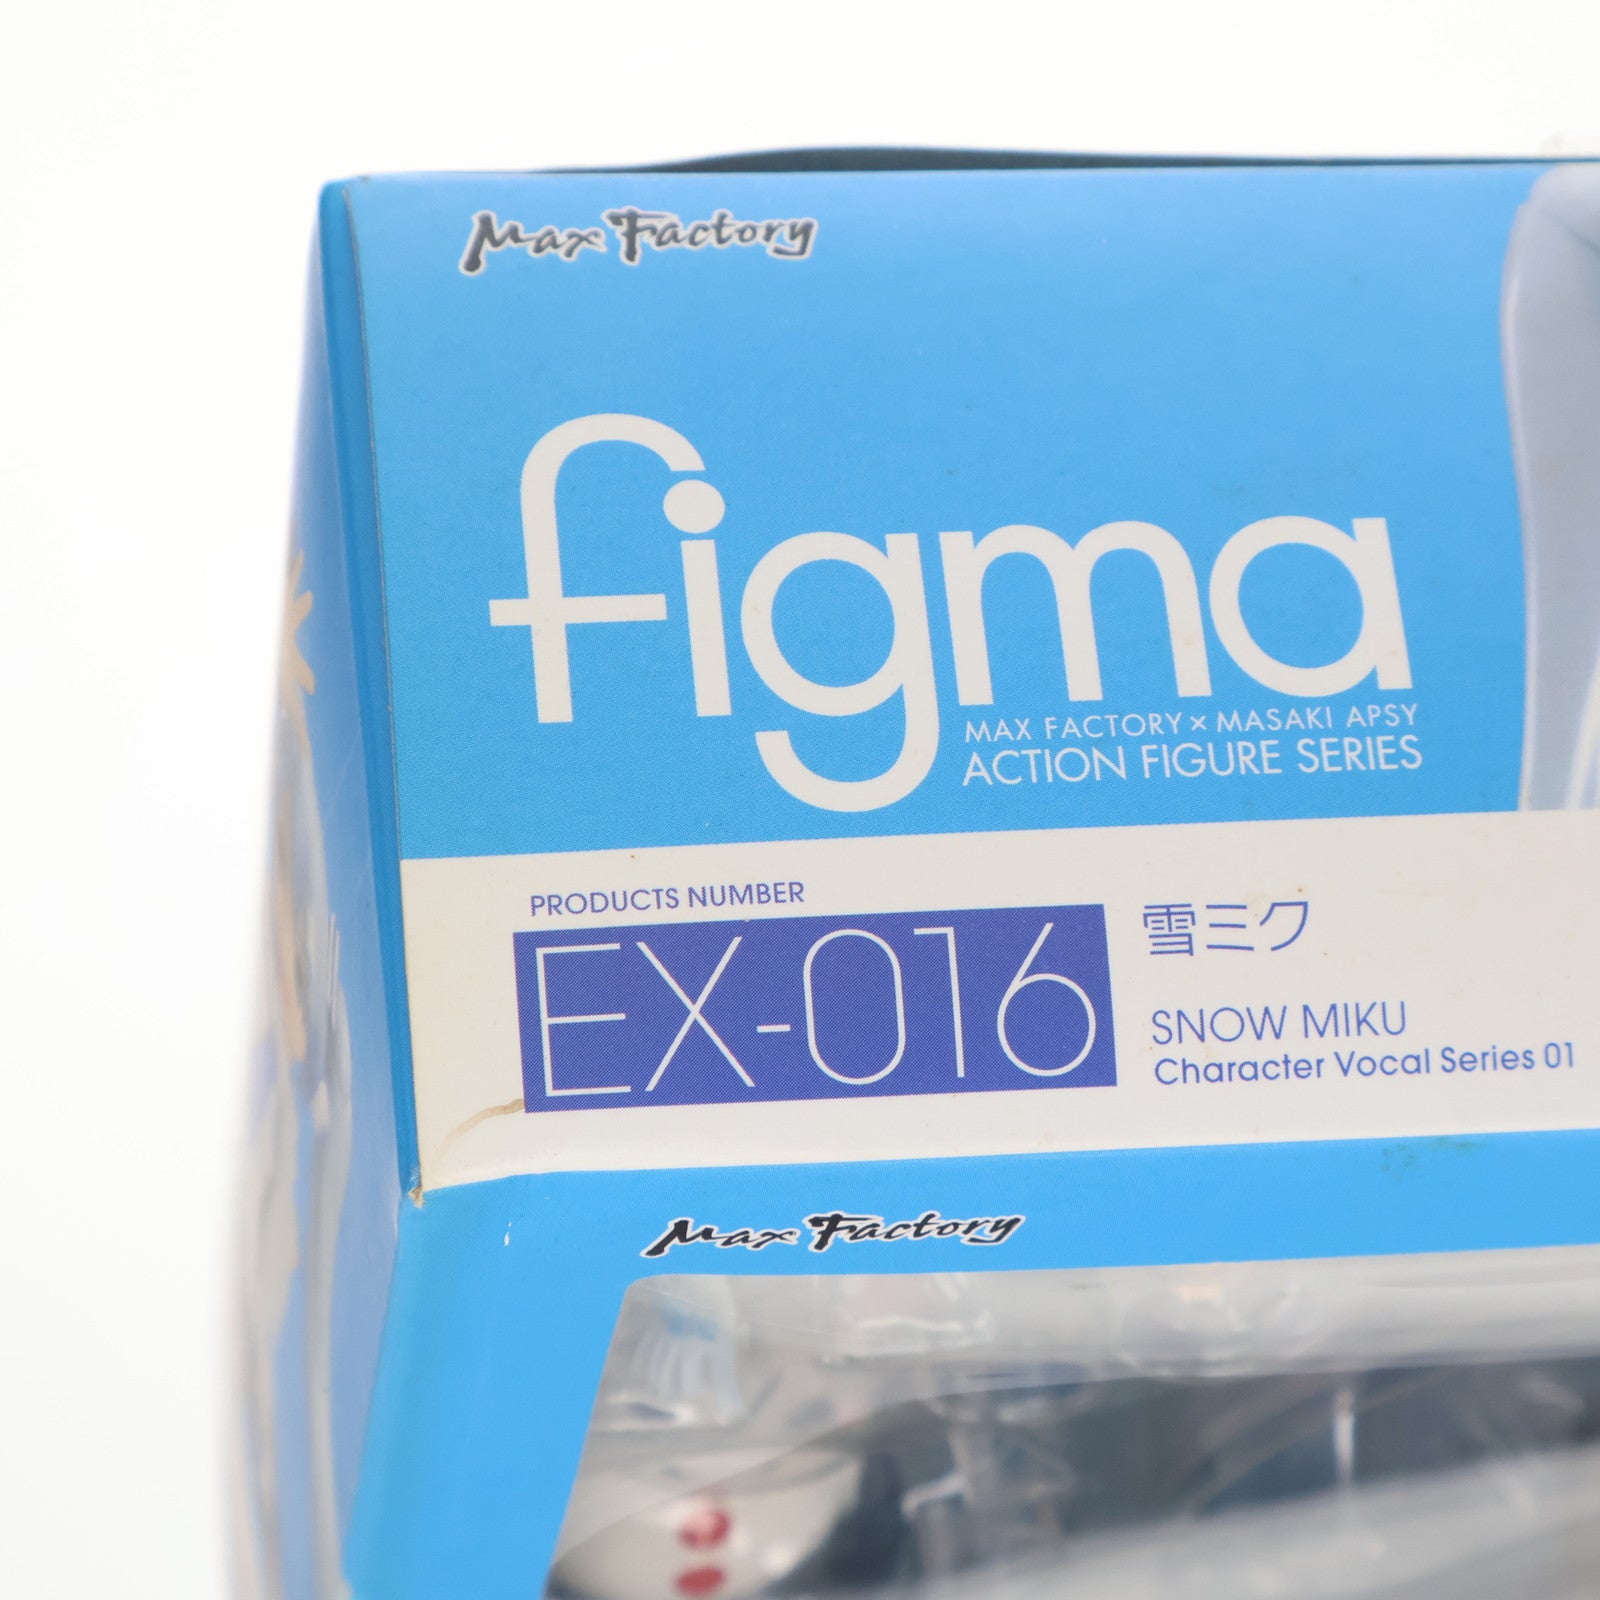 Max Factory
figma
MAX FACTORY × MASAKI APSY
ACTION FIGURE SERIES
PRODUCTS NUMBER
EX-016
雪ミク
SNOW MIKU
Character Vocal Series 01
Max Factory